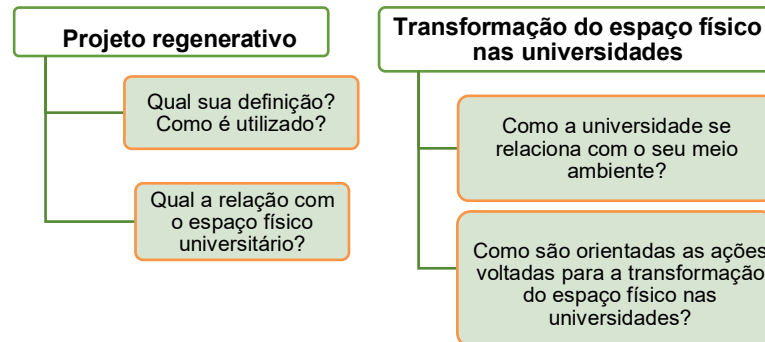 Projeto regenerativo
Qual sua definição?
Como é utilizado?
Qual a relação com
o espaço físico
universitário?
Transformação do espaço físico
nas universidades
Como a universidade se
relaciona com o seu meio
ambiente?
Como são orientadas as ações
voltadas para a transformação
do espaço físico nas
universidades?